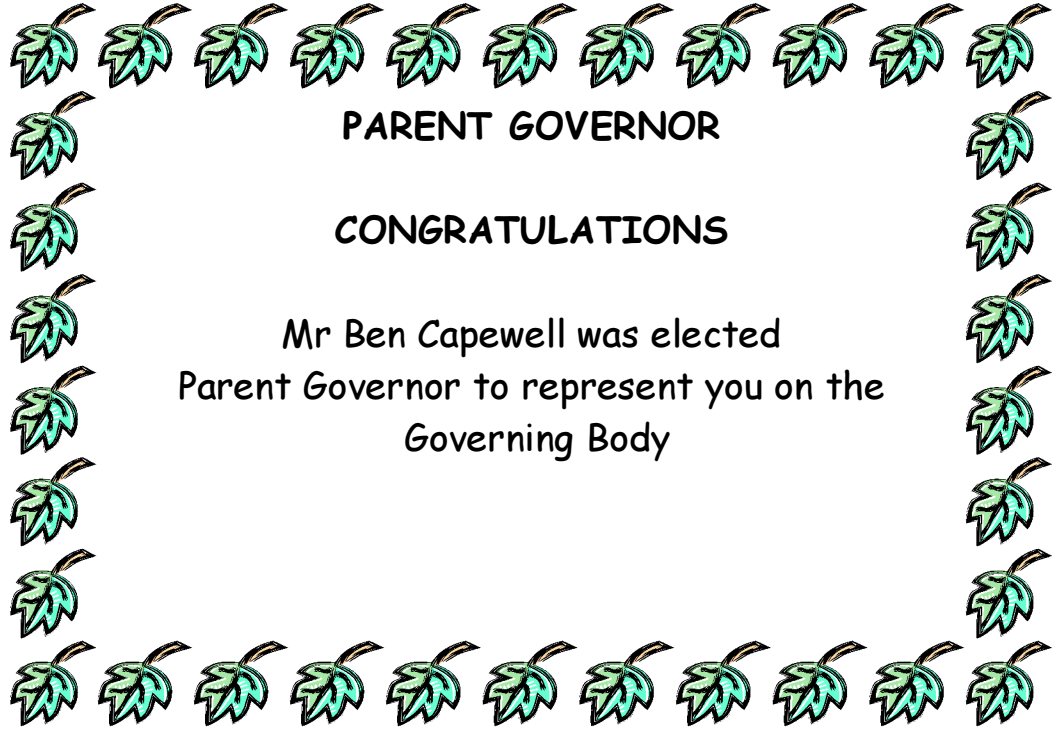 PARENT GOVERNOR
CONGRATULATIONS
Mr Ben Capewell was elected
Parent Governor to represent you on the
Governing Body